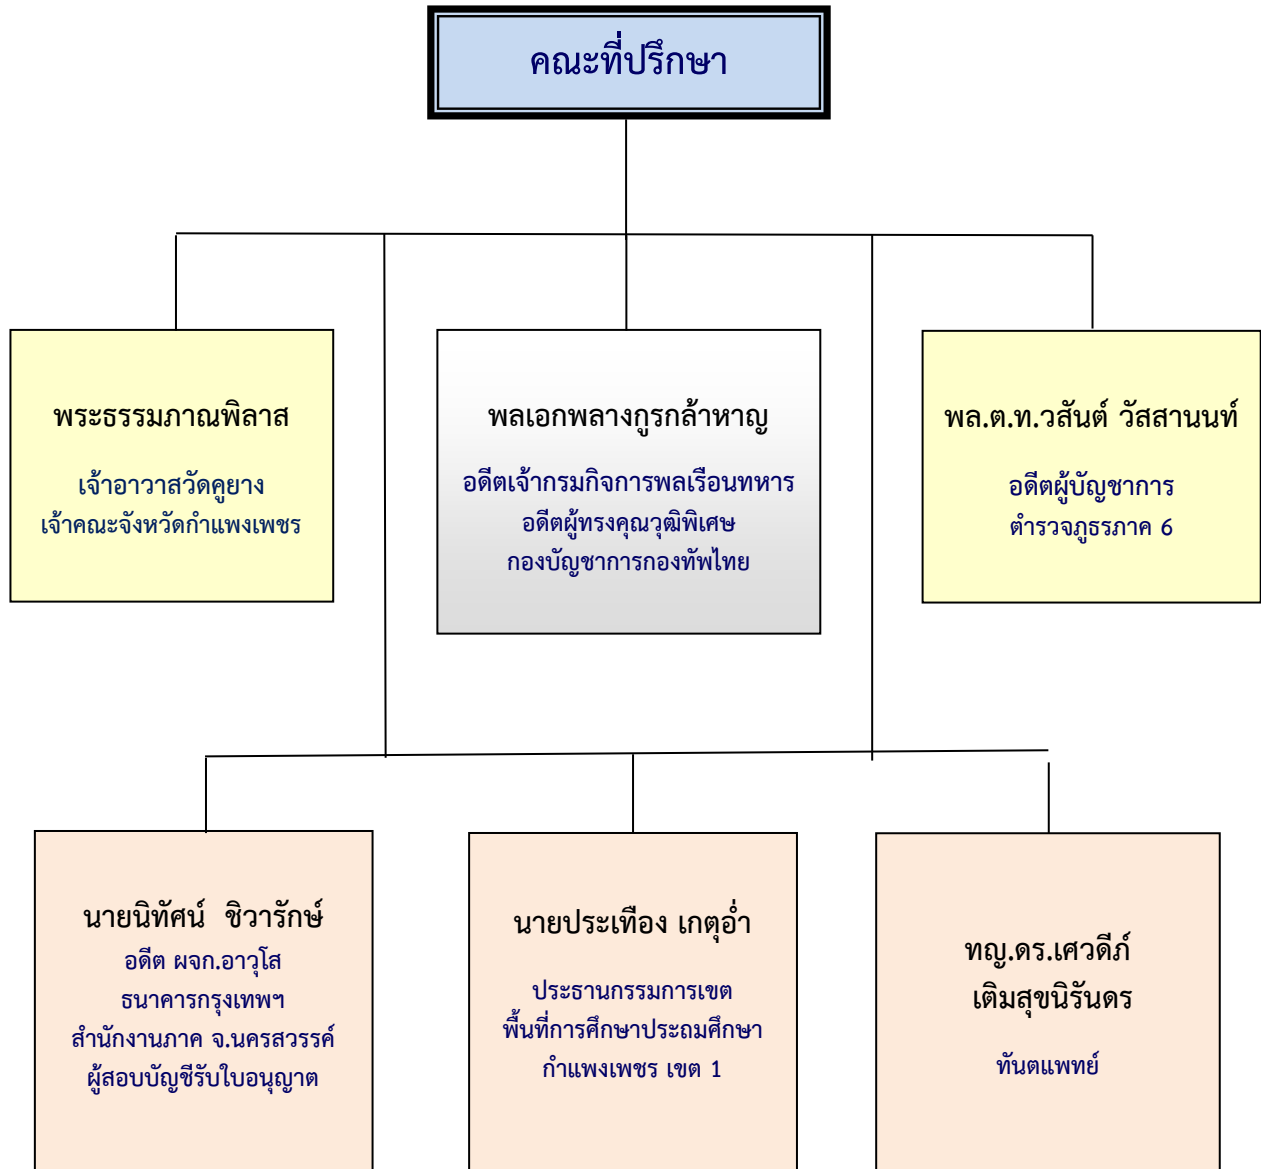 คณะที่ปรึกษา
พระธรรมภาณพิลาส
เจ้าอาวาสวัดคูยาง
เจ้าคณะจังหวัดกำแพงเพชร
พลเอกพลางกูรกล้าหาญ
อดีตเจ้ากรมกิจการพลเรือนทหาร
อดีตผู้ทรงคุณวุฒิพิเศษ
กองบัญชาการกองทัพไทย
พล.ต.ท.วสันต์ วัสสานนท์
อดีตผู้บัญชาการ
ตำรวจภูธรภาค 6
นายนิทัศน์ ชิวารักษ์
อดีต ผจก.อาวุโส
ธนาคารกรุงเทพฯ
สำนักงานภาค จ.นครสวรรค์
ผู้สอบบัญชีรับใบอนุญาต
นายประเทือง เกตุอ่ำ
ประธานกรรมการเขต
พื้นที่การศึกษาประถมศึกษา
กำแพงเพชร เขต 1
ทญ.ดร.เศวดีภ์
เติมสุขนิรันดร
ทันตแพทย์